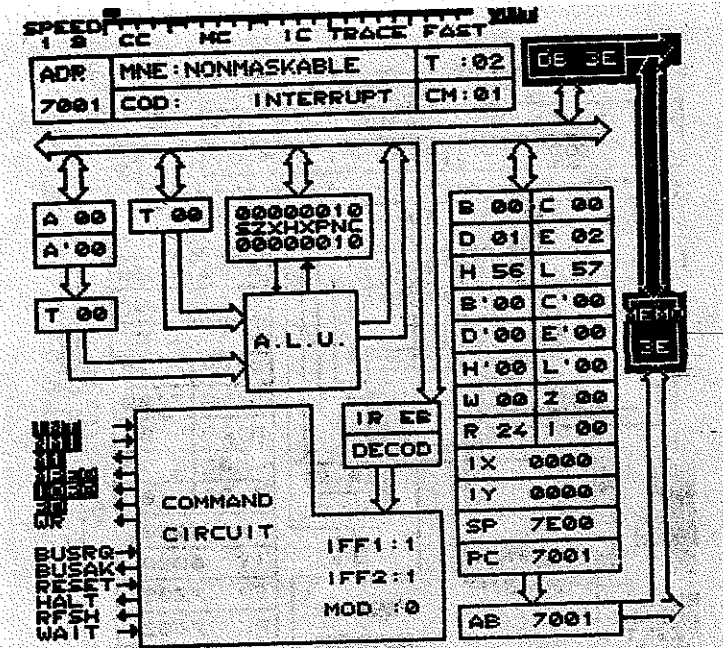 SPEED
1 S CC MC IC TRACE FAST
ADR MNE:NONMASKABLE T :02
7001 COD: INTERRUPT CM:01
DB 3E
A 00
A'00
T 00
T 00
00000010
SZXHXPNC
00000010
A.L.U.
B 00 C 00
D 01 E 02
H 56 L 57
B'00 C'00
D'00 E'00
H'00 L'00
W 00 Z 00
R 24 I 00
IX 0000
IY 0000
SP 7E00
PC 7001
AB 7001
MEMO
3E
IR EB
DECOD
COMMAND
CIRCUIT
IFF1:1
IFF2:1
MOD :0
WR
BUSRQ
BUSAK
RESET
HALT
RFSH
WAIT